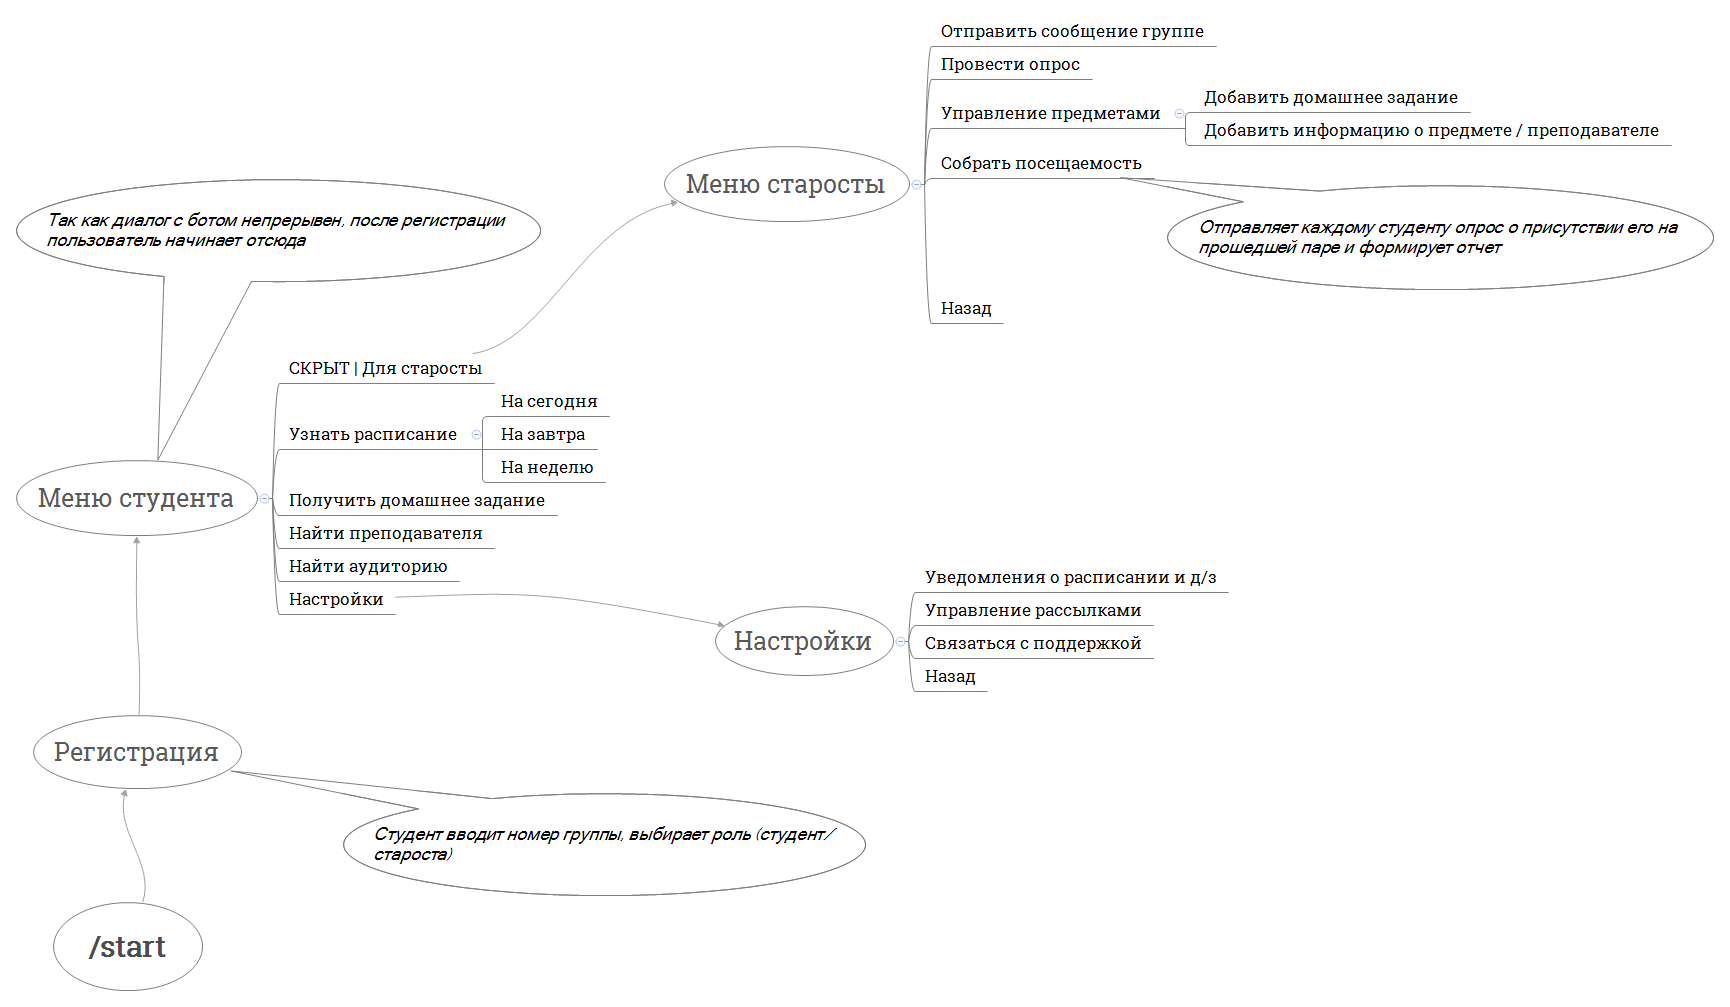 Отправить сообщение группе
Провести опрос
Управление предметами
Добавить домашнее задание
Добавить информацию о предмете / преподавателе
Собрать посещаемость
Меню старосты
Отправляет каждому студенту опрос о присутствии его на
прошедшей паре и формирует отчет
Назад
Так как диалог с ботом непрерывен, после регистрации
пользователь начинает отсюда
СКРЫТ | Для старосты
Узнать расписание
На сегодня
На завтра
На неделю
Меню студента
Получить домашнее задание
Найти преподавателя
Найти аудиторию
Настройки
Настройки
Уведомления о расписании и д/з
Управление рассылками
Связаться с поддержкой
Назад
Регистрация
Студент вводит номер группы, выбирает роль (студент/
староста)
/start